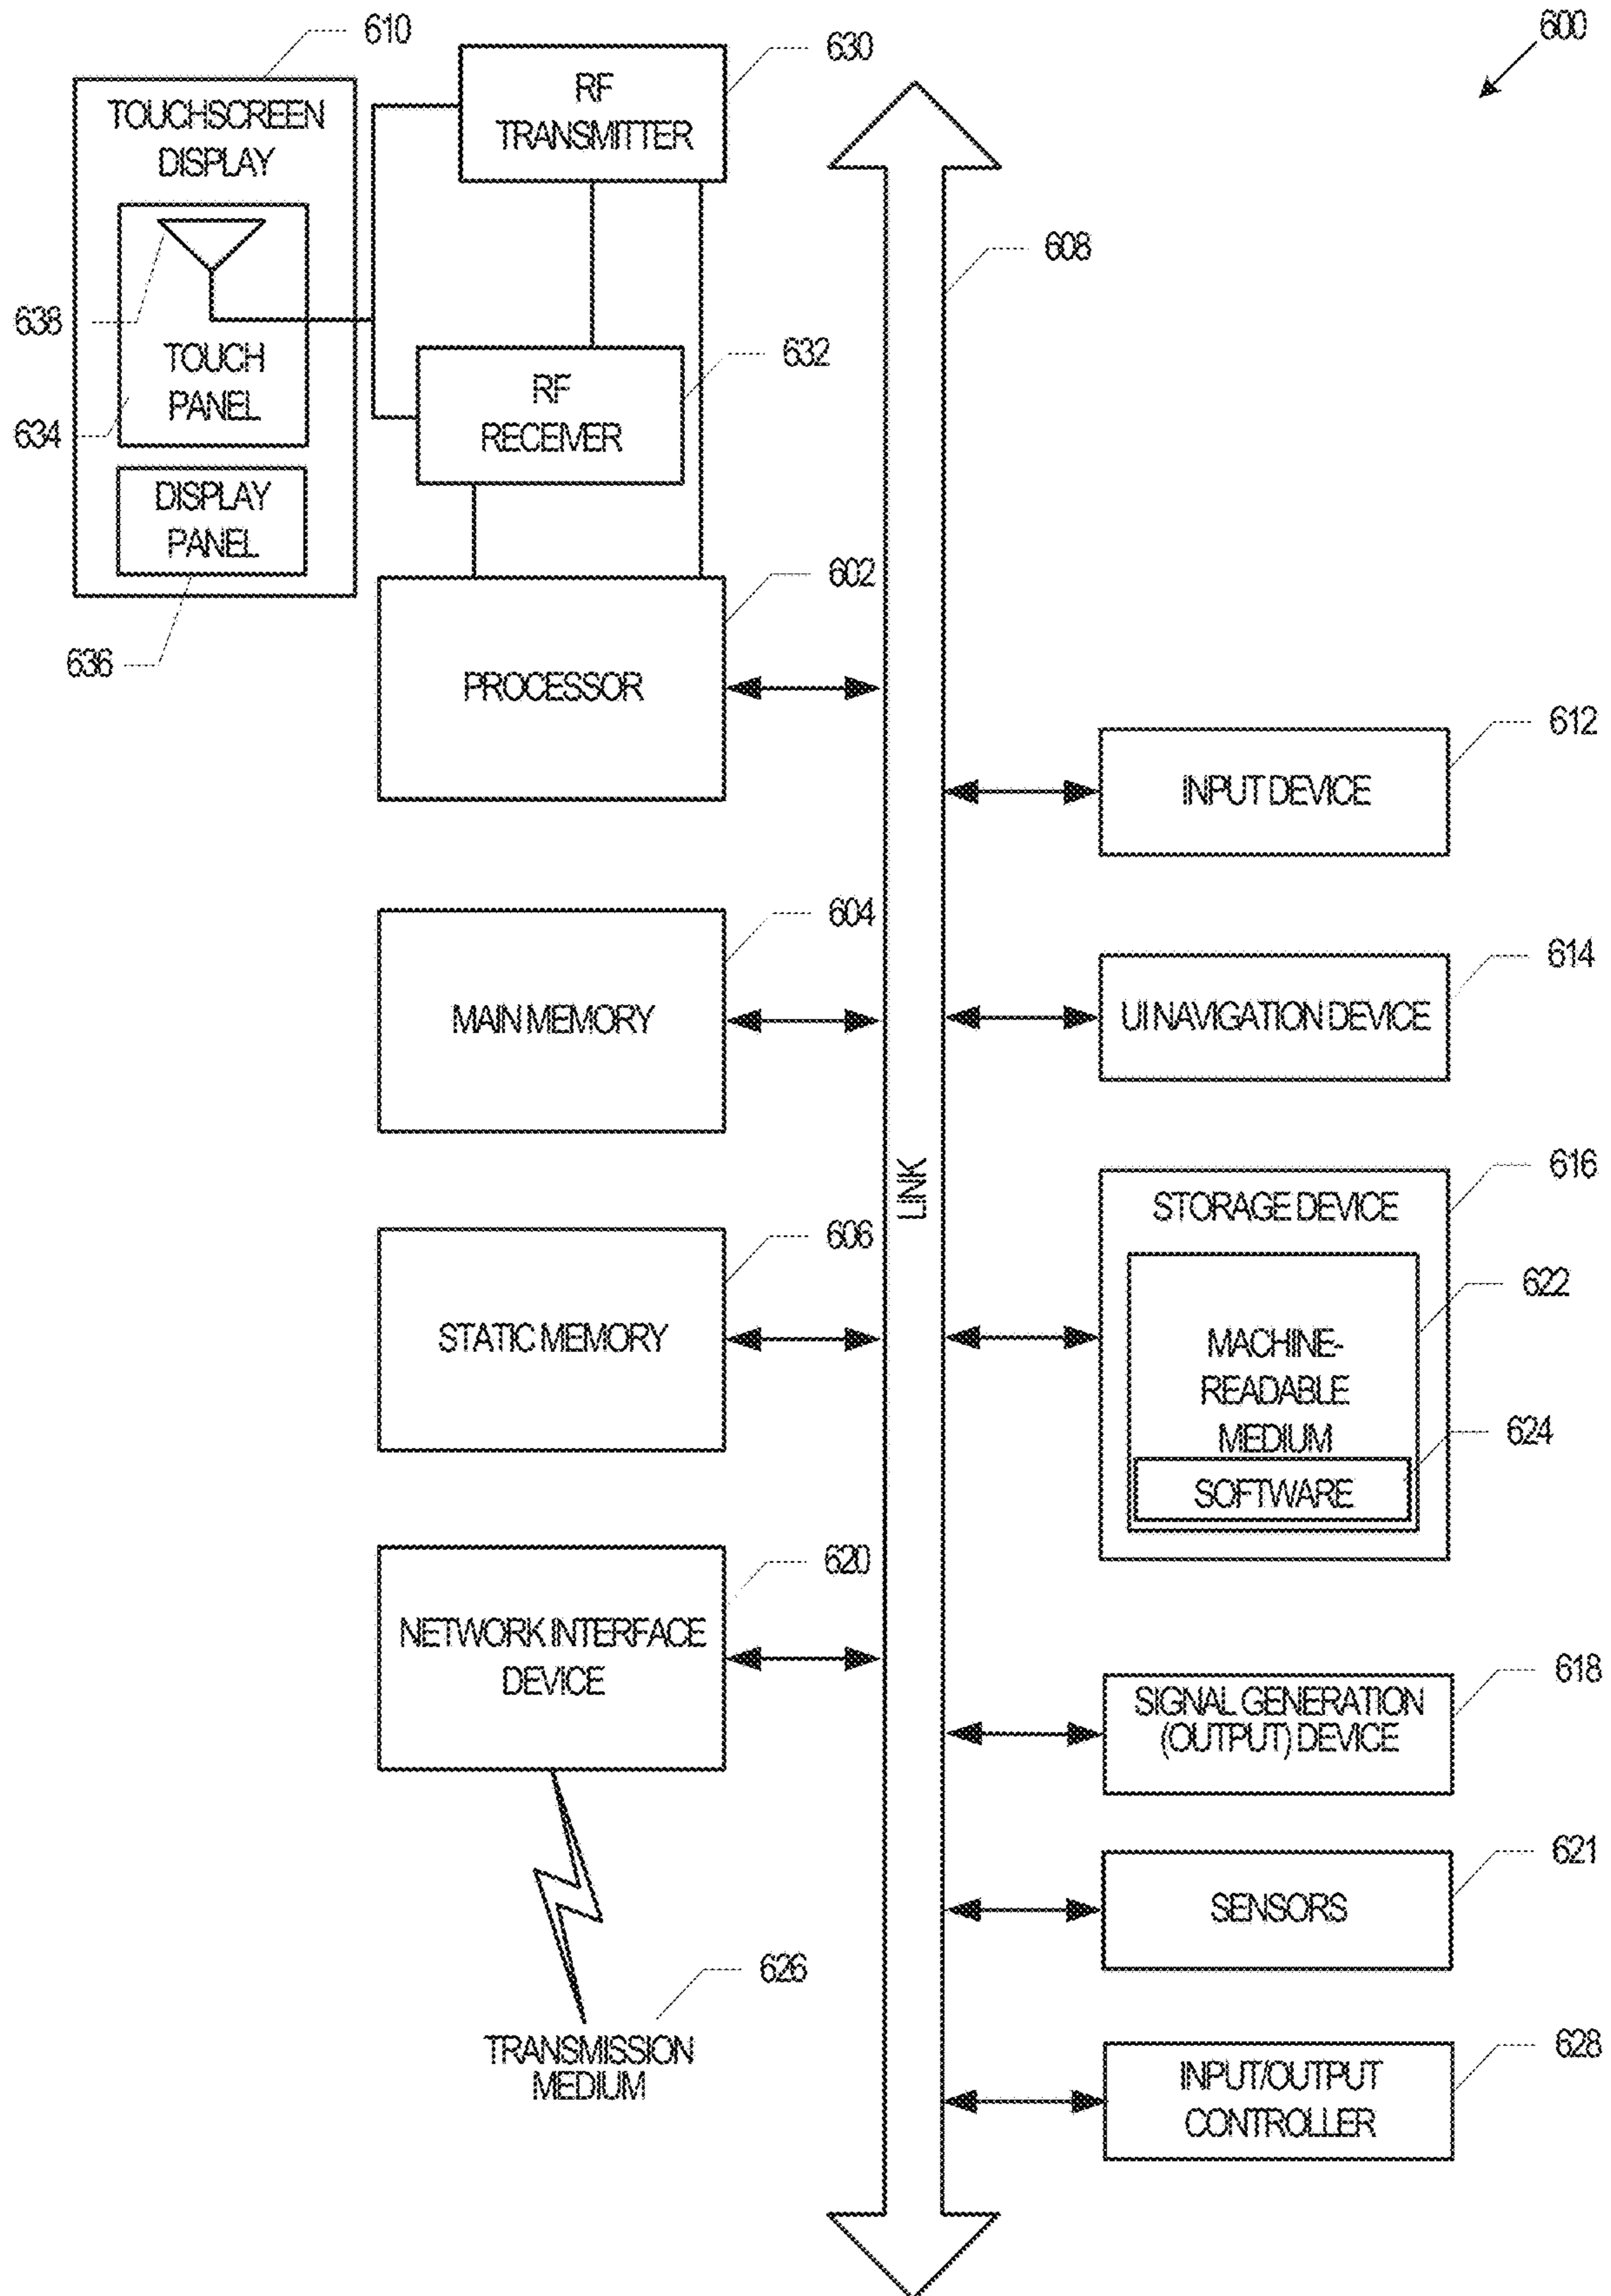 600
610
TOUCHSCREEN
DISPLAY
638
TOUCH
PANEL
634
DISPLAY
PANEL
636
630
RF
TRANSMITTER
632
RF
RECEIVER
608
602
PROCESSOR
604
MAIN MEMORY
606
STATIC MEMORY
620
NETWORK INTERFACE
DEVICE
626
TRANSMISSION
MEDIUM
LINK
612
INPUT DEVICE
614
UI NAVIGATION DEVICE
616
STORAGE DEVICE
622
MACHINE-
READABLE
MEDIUM
624
SOFTWARE
618
SIGNAL GENERATION
(OUTPUT) DEVICE
621
SENSORS
628
INPUT/OUTPUT
CONTROLLER